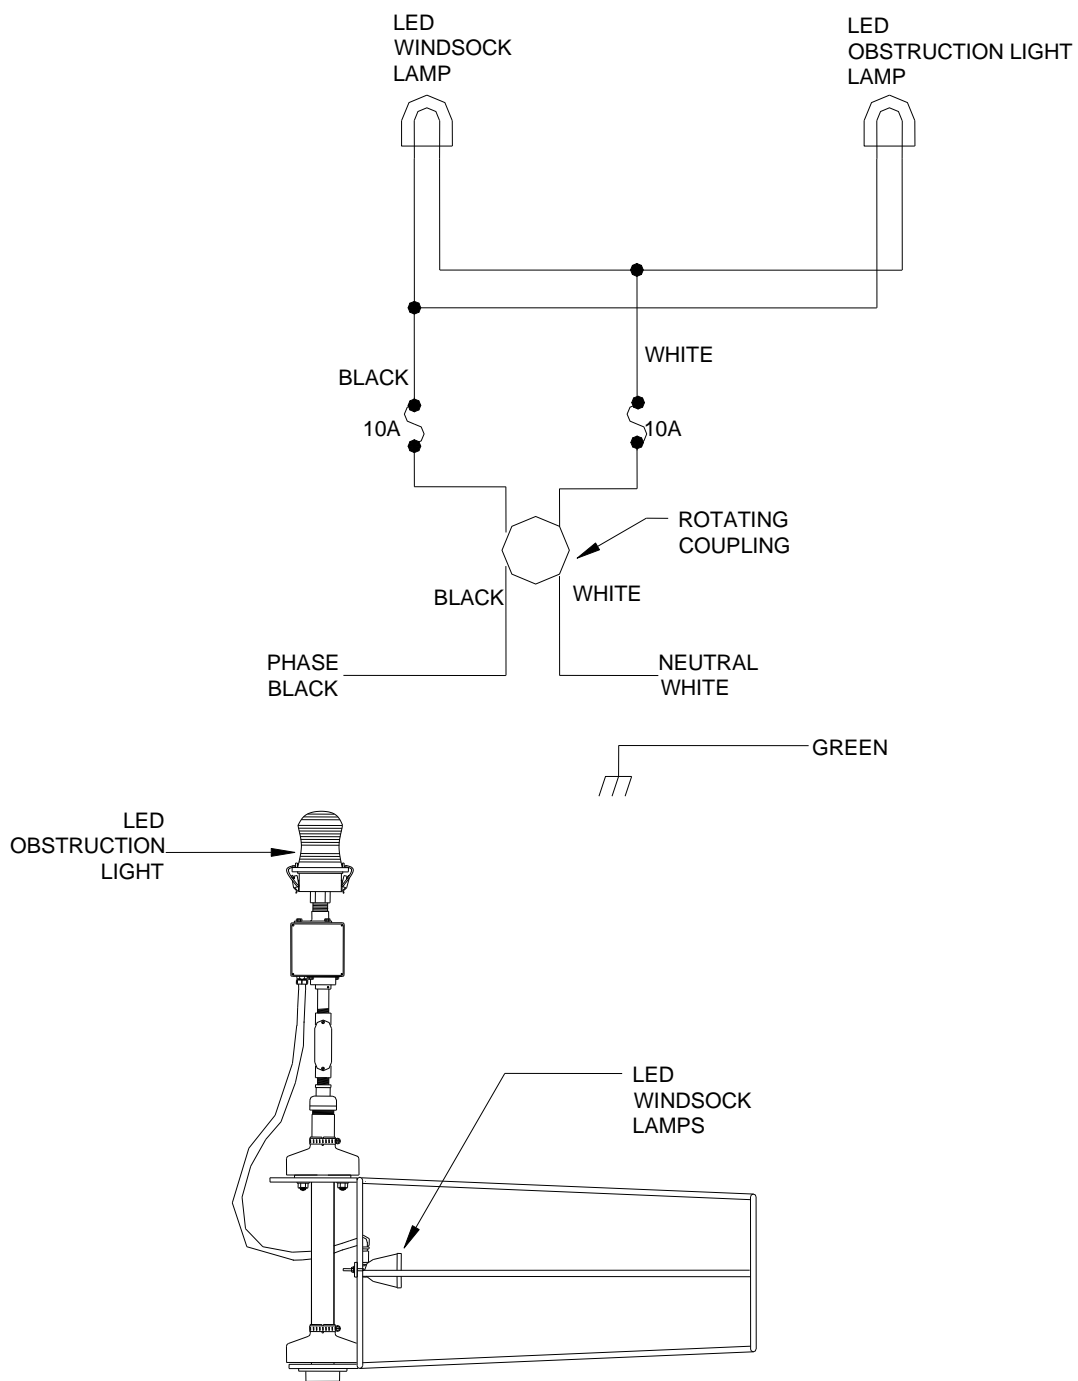 LED
WINDSOCK
LAMP
LED
OBSTRUCTION LIGHT
LAMP
WHITE
BLACK
10A
10A
ROTATING
COUPLING
BLACK
WHITE
PHASE
BLACK
NEUTRAL
WHITE
GREEN
LED
OBSTRUCTION
LIGHT
LED
WINDSOCK
LAMPS